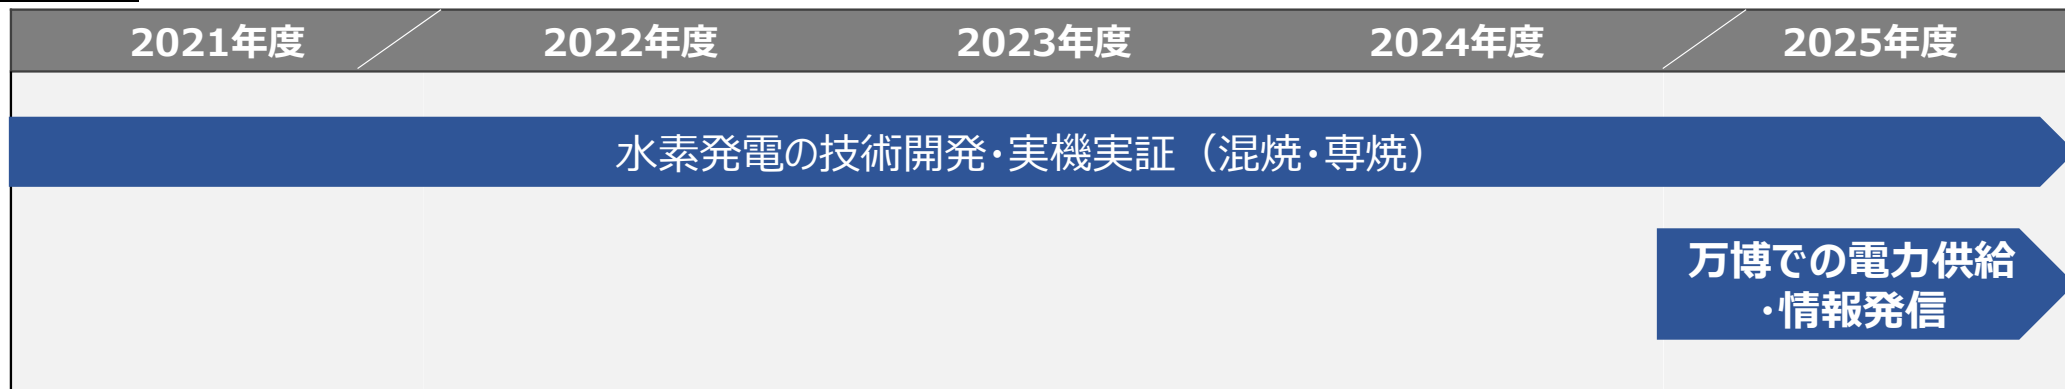 2021年度 2022年度 2023年度 2024年度 2025年度
水素発電の技術開発・実機実証（混焼・専焼）
万博での電力供給
・情報発信